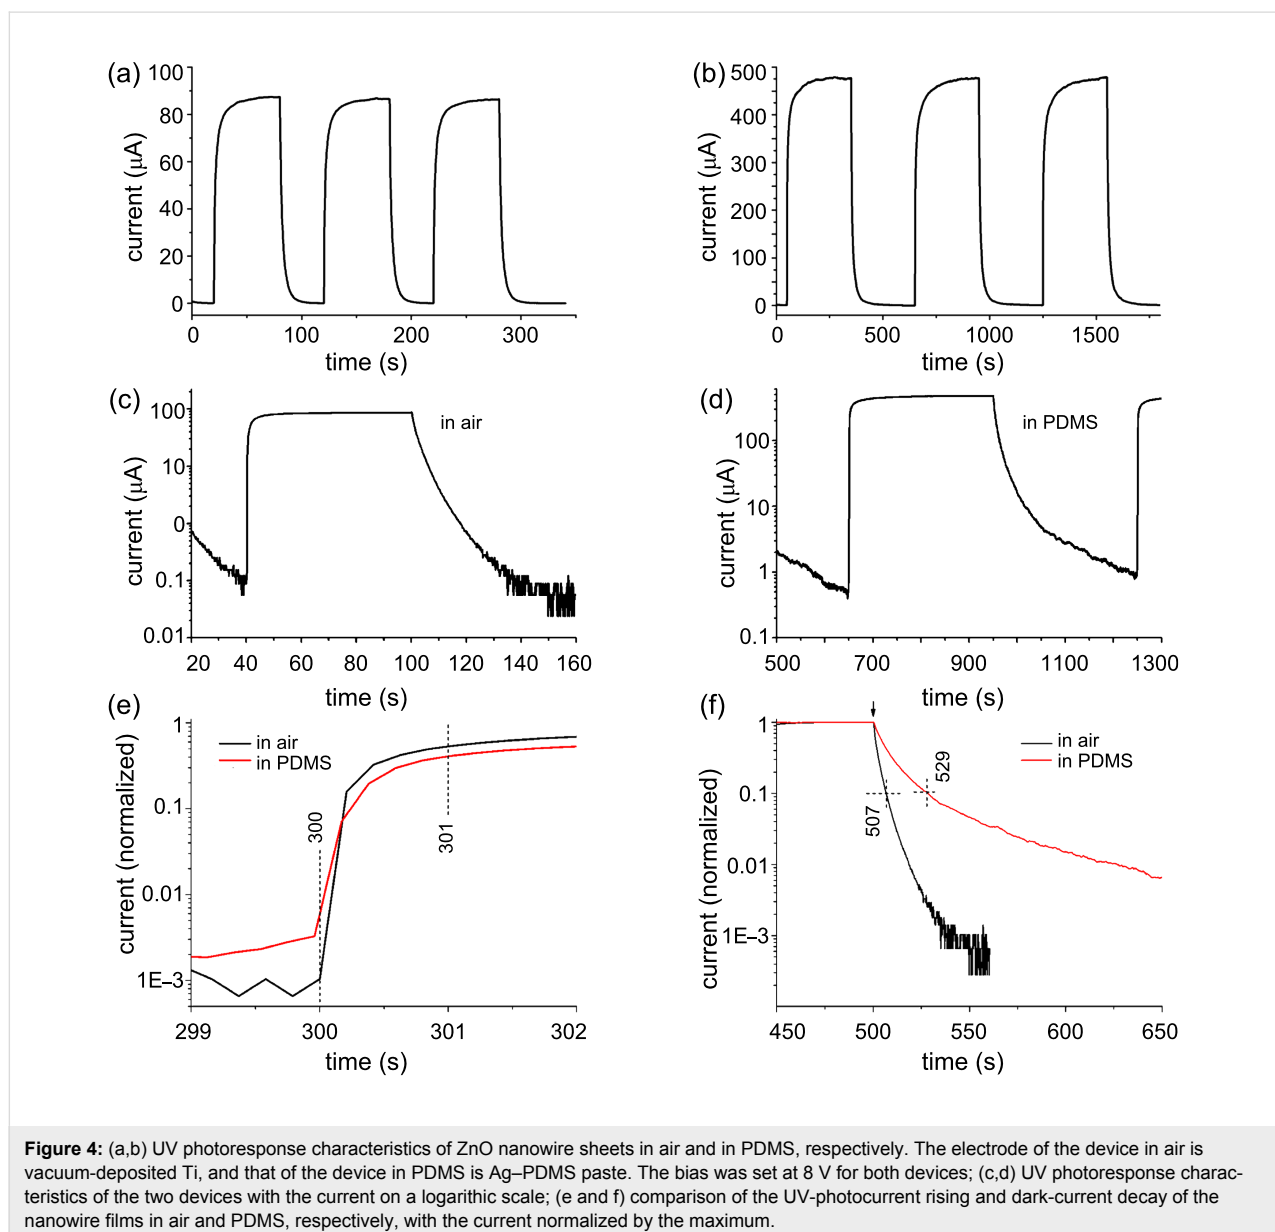 (a)
100
80
60
40
20
0
current (μA)
0 100 200 300
time (s)
(b)
500
400
300
200
100
0
current (μA)
0 500 1000 1500
time (s)
(c)
in air
100
10
0
0.1
0.01
current (μA)
20 40 60 80 100 120 140 160
time (s)
(d)
in PDMS
100
10
1
0.1
current (μA)
500 700 900 1100 1300
time (s)
(e)
1
0.1
0.01
1E–3
current (normalized)
in air
in PDMS
300
301
299 300 301 302
time (s)
(f)
1
0.1
0.01
1E–3
current (normalized)
in air
in PDMS
507
529
450 500 550 600 650
time (s)
Figure 4: (a,b) UV photoresponse characteristics of ZnO nanowire sheets in air and in PDMS, respectively. The electrode of the device in air is
vacuum-deposited Ti, and that of the device in PDMS is Ag–PDMS paste. The bias was set at 8 V for both devices; (c,d) UV photoresponse charac-
teristics of the two devices with the current on a logarithic scale; (e and f) comparison of the UV-photocurrent rising and dark-current decay of the
nanowire films in air and PDMS, respectively, with the current normalized by the maximum.